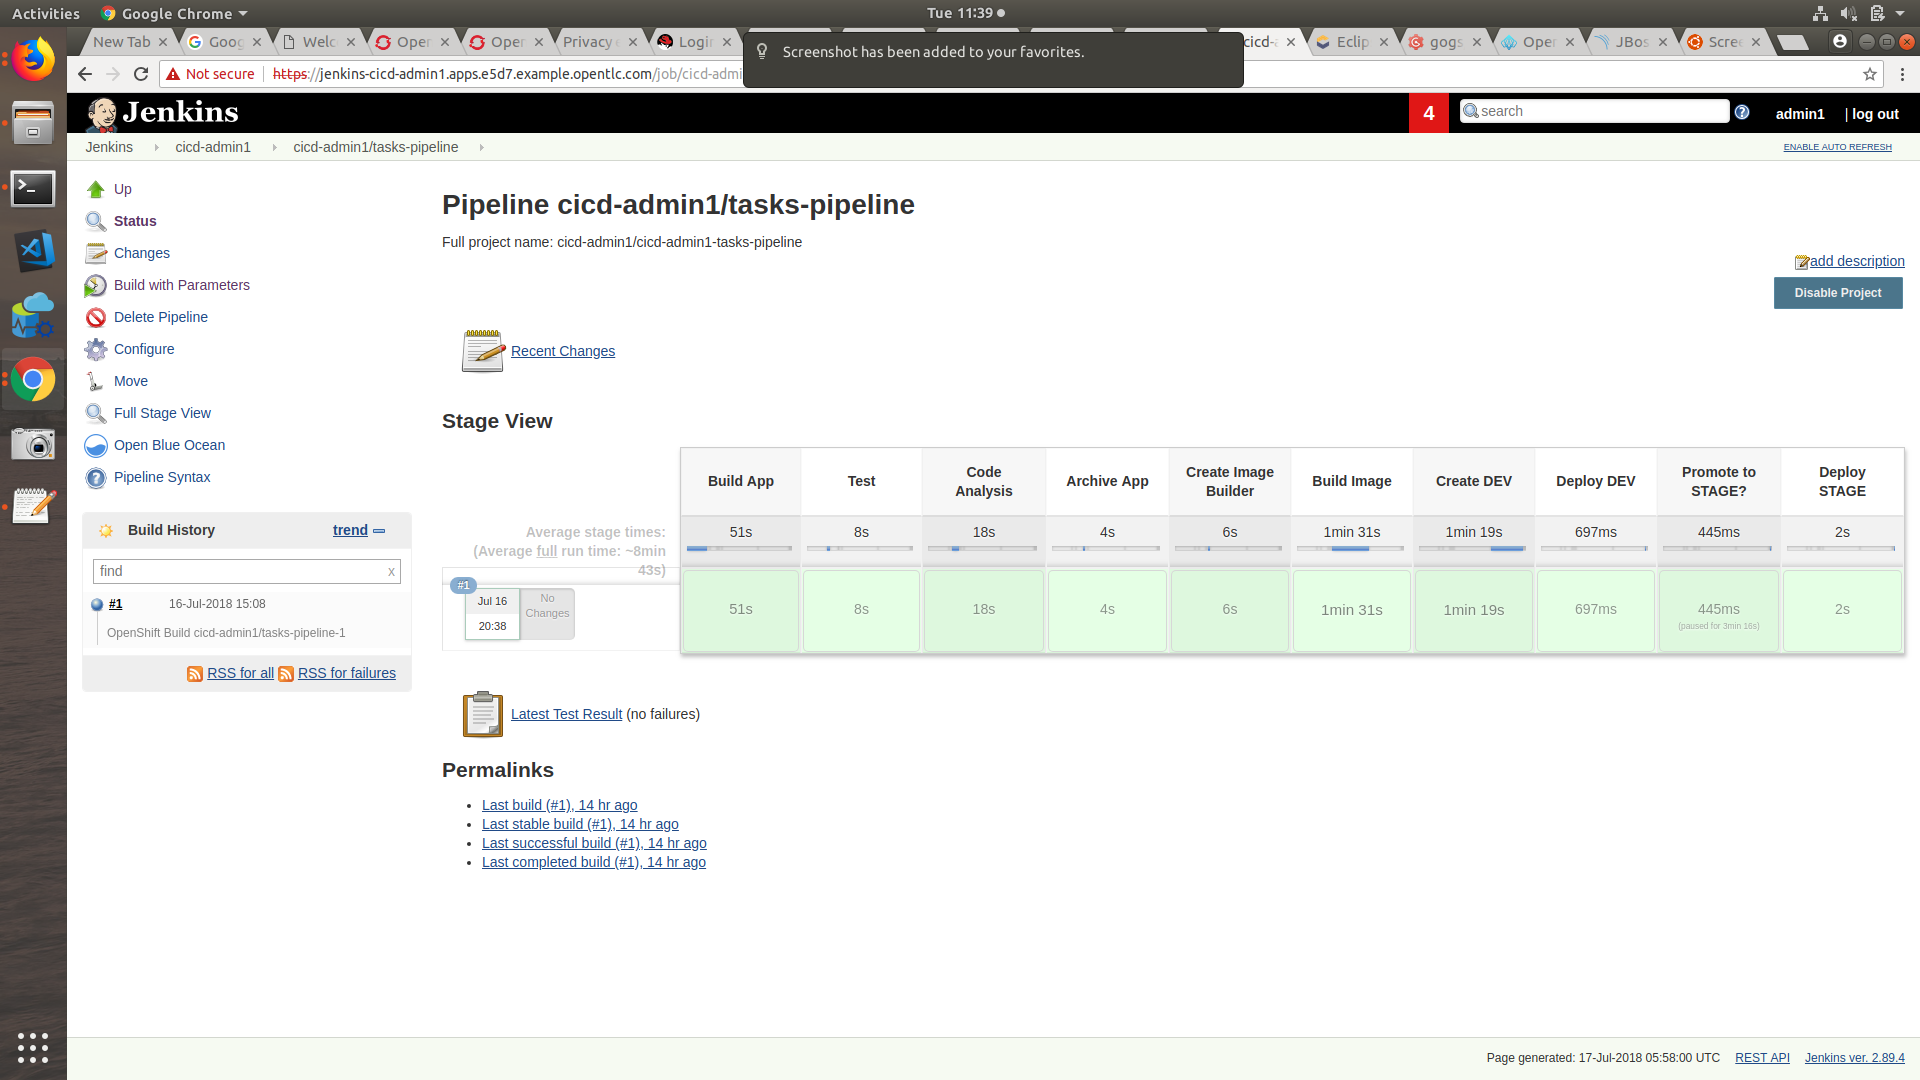 Activities Google Chrome Tue 11:39
New Tab Goog Welc Oper Oper Privacy e Login cicd-a Eclip gogs Oper JBos Scree
Screenshot has been added to your favorites.
Not secure https://jenkins-cicd-admin1.apps.e5d7.example.opentlc.com/job/cicd-admi
Jenkins 4 search admin1 | log out
Jenkins cicd-admin1 cicd-admin1/tasks-pipeline ENABLE AUTO REFRESH
Up
Status
Changes
Build with Parameters
Delete Pipeline
Configure
Move
Full Stage View
Open Blue Ocean
Pipeline Syntax
Build History trend
find x
#1 16-Jul-2018 15:08
OpenShift Build cicd-admin1/tasks-pipeline-1
RSS for all RSS for failures
Pipeline cicd-admin1/tasks-pipeline
Full project name: cicd-admin1/cicd-admin1-tasks-pipeline
add description
Disable Project
Recent Changes
Stage View
Build App Test Code Analysis Archive App Create Image Builder Build Image Create DEV Deploy DEV Promote to STAGE? Deploy STAGE
Average stage times:
(Average full run time: ~8min
43s)
51s 8s 18s 4s 6s 1min 31s 1min 19s 697ms 445ms 2s
#1
Jul 16
20:38
No
Changes
51s 8s 18s 4s 6s 1min 31s 1min 19s 697ms 445ms 2s
(paused for 3min 16s)
Latest Test Result (no failures)
Permalinks
Last build (#1), 14 hr ago
Last stable build (#1), 14 hr ago
Last successful build (#1), 14 hr ago
Last completed build (#1), 14 hr ago
Page generated: 17-Jul-2018 05:58:00 UTC REST API Jenkins ver. 2.89.4